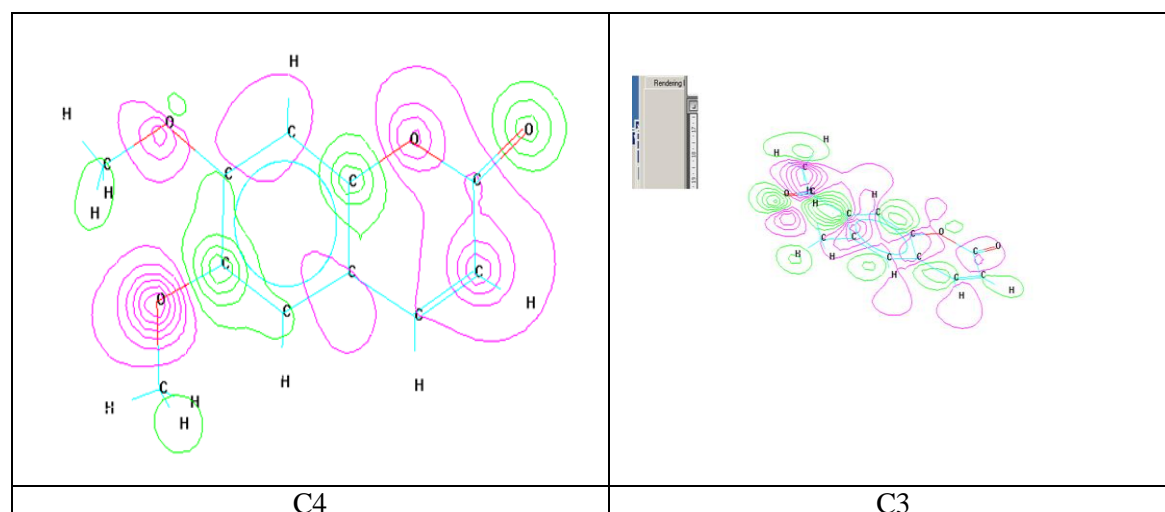 H
H O C O O
C C C C
H
H
C C C
O C C H
C H H
H H
H
Rendering
H
H
C
O H C H
H
C C
C C C O
H H C C C O
H C C
H H
C4
C3